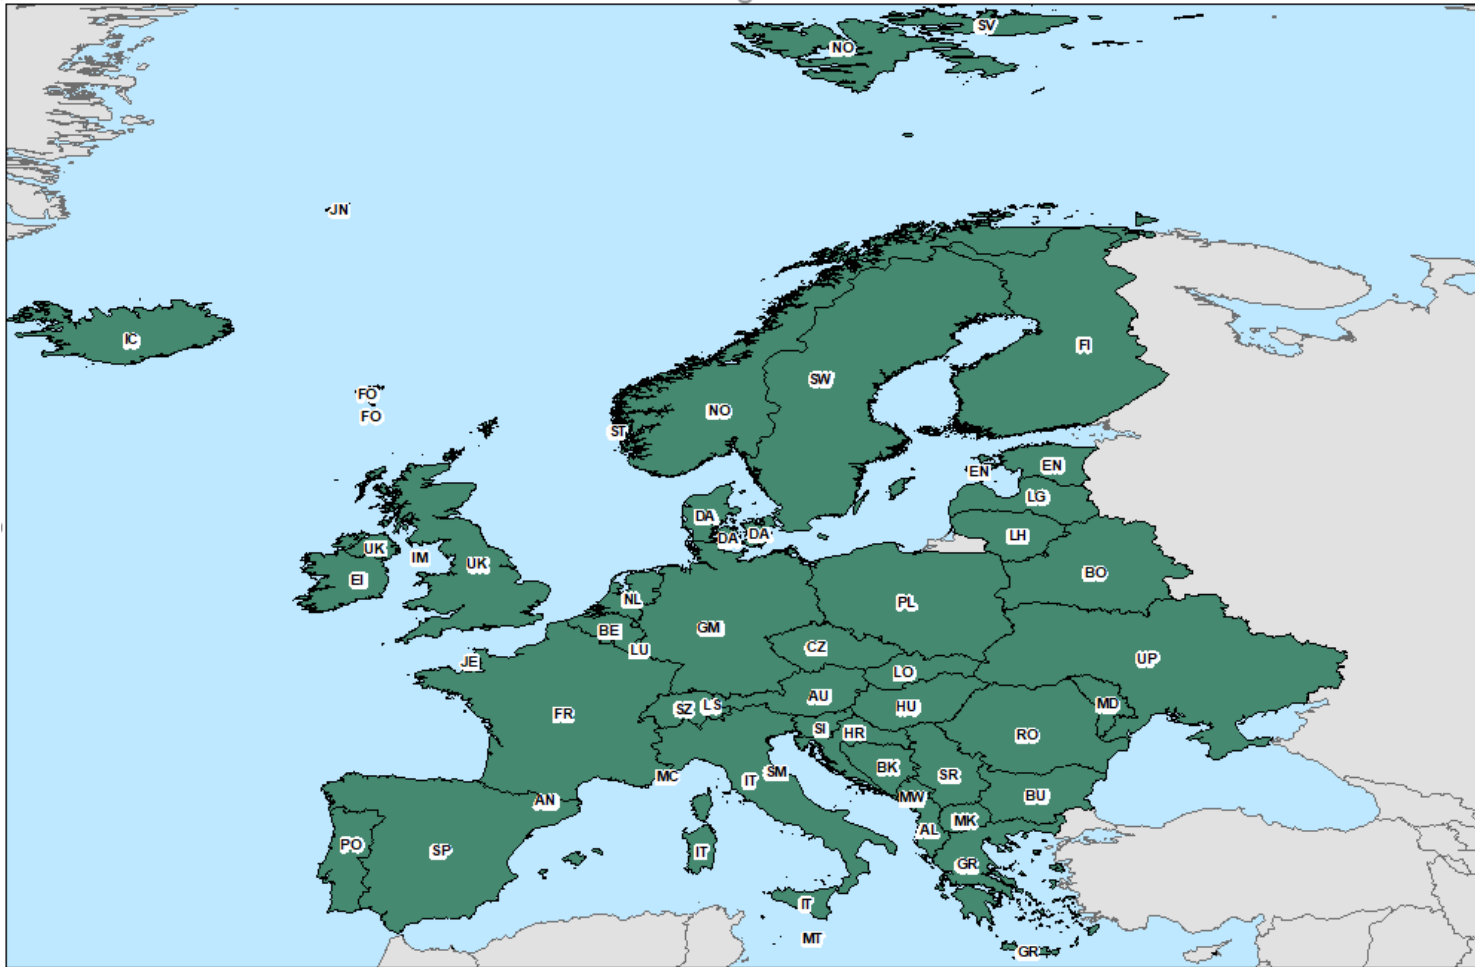 SV
NO
JN
IC
FI
SW
FO
NO
FO
ST
EN
EN
LG
DA
DA
DA
LH
UK
IM
UK
EI
BO
NL
PL
GM
BE
CZ
LU
UP
JE
LO
AU
MD
SZ
LS
HU
FR
SI
HR
RO
BK
SM
MC
IT
SR
MW
BU
AN
MK
AL
PO
SP
IT
GR
IT
MT
GR